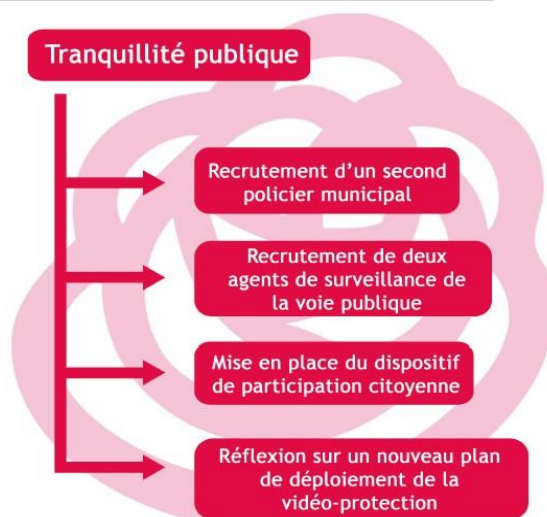 Tranquillité publique
Recrutement d'un second
policier municipal
Recrutement de deux
agents de surveillance de
la voie publique
Mise en place du dispositif
de participation citoyenne
Réflexion sur un nouveau plan
de déploiement de la
vidéo-protection